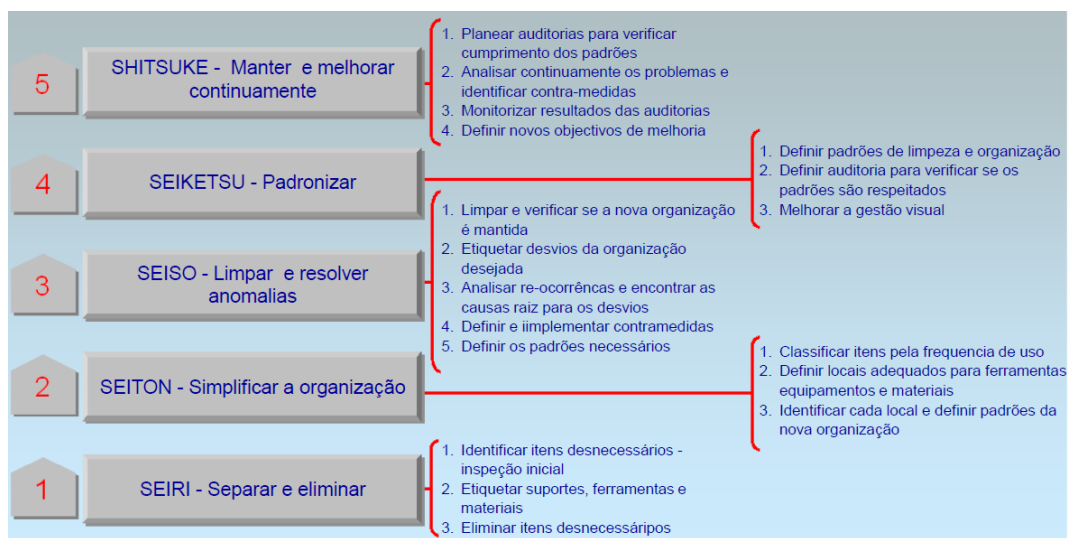 5
SHITSUKE - Manter e melhorar
continuamente
1. Planear auditorias para verificar
cumprimento dos padrões
2. Analisar continuamente os problemas e
identificar contra-medidas
3. Monitorizar resultados das auditorias
4. Definir novos objectivos de melhoria
4
SEIKETSU - Padronizar
1. Definir padrões de limpeza e organização
2. Definir auditoria para verificar se os
padrões são respeitados
3. Melhorar a gestão visual
3
SEISO - Limpar e resolver
anomalias
1. Limpar e verificar se a nova organização
é mantida
2. Etiquetar desvios da organização
desejada
3. Analisar re-ocorrências e encontrar as
causas raiz para os desvios
4. Definir e iimplementar contramedidas
5. Definir os padrões necessários
2
SEITON - Simplificar a organização
1. Classificar itens pela frequencia de uso
2. Definir locais adequados para ferramentas
equipamentos e materiais
3. Identificar cada local e definir padrões da
nova organização
1
SEIRI - Separar e eliminar
1. Identificar itens desnecessários -
inspeção inicial
2. Etiquetar suportes, ferramentas e
materiais
3. Eliminar itens desnecessáripos